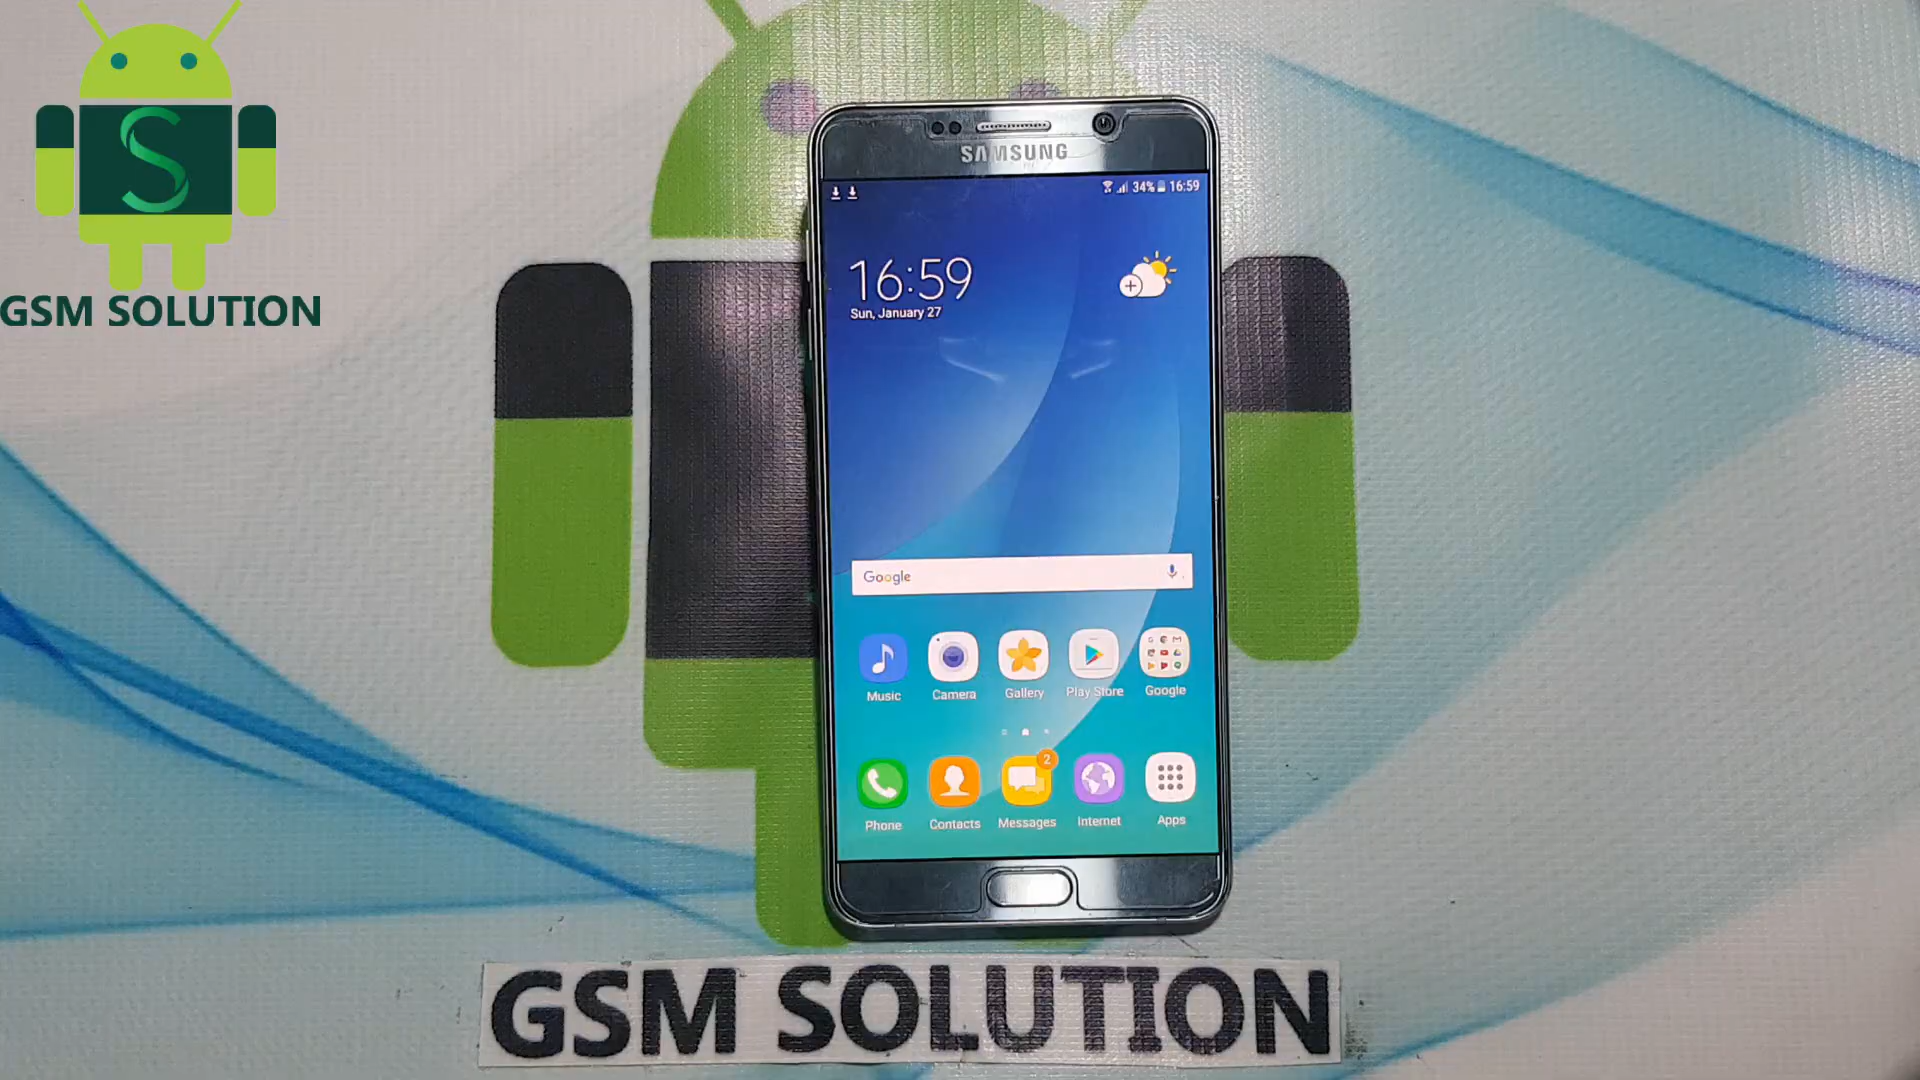 GSM SOLUTION
SAMSUNG
34% 16:59
16:59
Sun, January 27
Google
Music Camera Gallery Play Store Google
2
Phone Contacts Messages Internet Apps
GSM SOLUTION